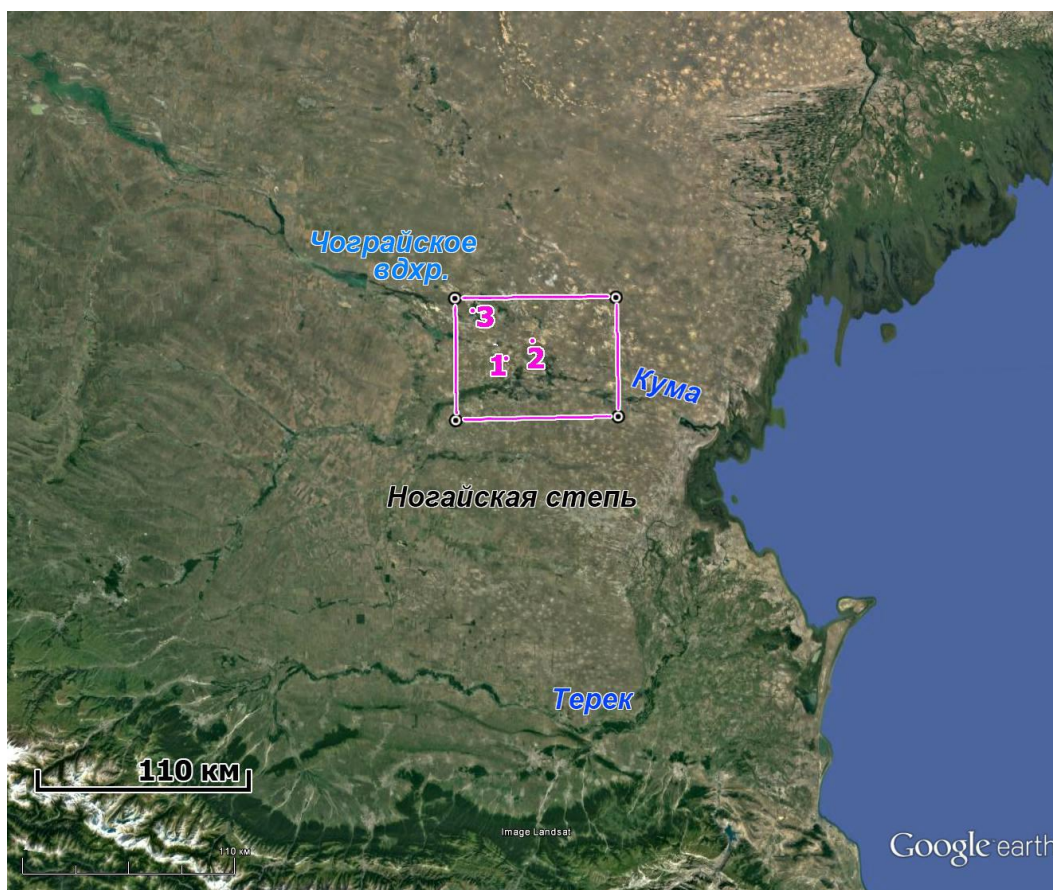 Чограйское
вдхр.
3
1
2
Кума
Ногайская степь
Терек
110 км
Image Landsat
110 км
Google earth